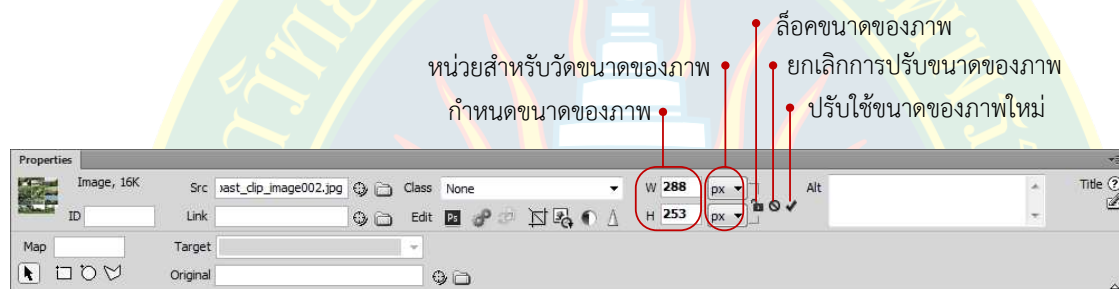 ล็อคขนาดของภาพ
หน่วยสำหรับวัดขนาดของภาพ ยกเลิกการปรับขนาดของภาพ
กำหนดขนาดของภาพ ปรับใช้ขนาดของภาพใหม่
Properties
Image, 16K Src ast_clip_image002.jpg Class None W 288 px Alt Title
ID Link Edit Ps H 253 px
Map Target
Original